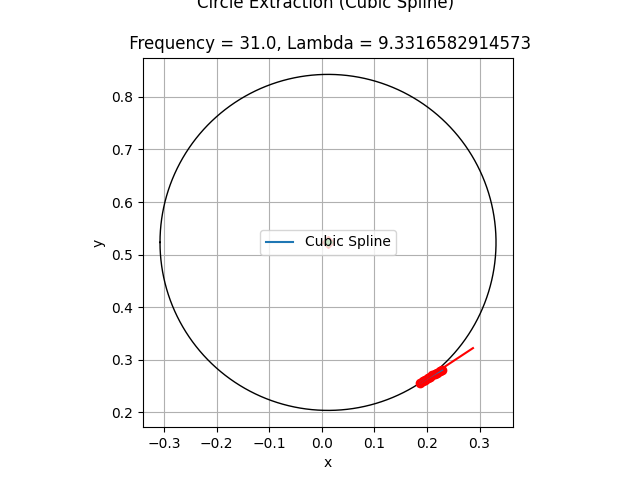 Circle Extraction (Cubic Spline)
Frequency = 31.0, Lambda = 9.3316582914573
0.8
0.7
0.6
y
Cubic Spline
0.5
0.4
0.3
0.2
−0.3 −0.2 −0.1 0.0 0.1 0.2 0.3
x